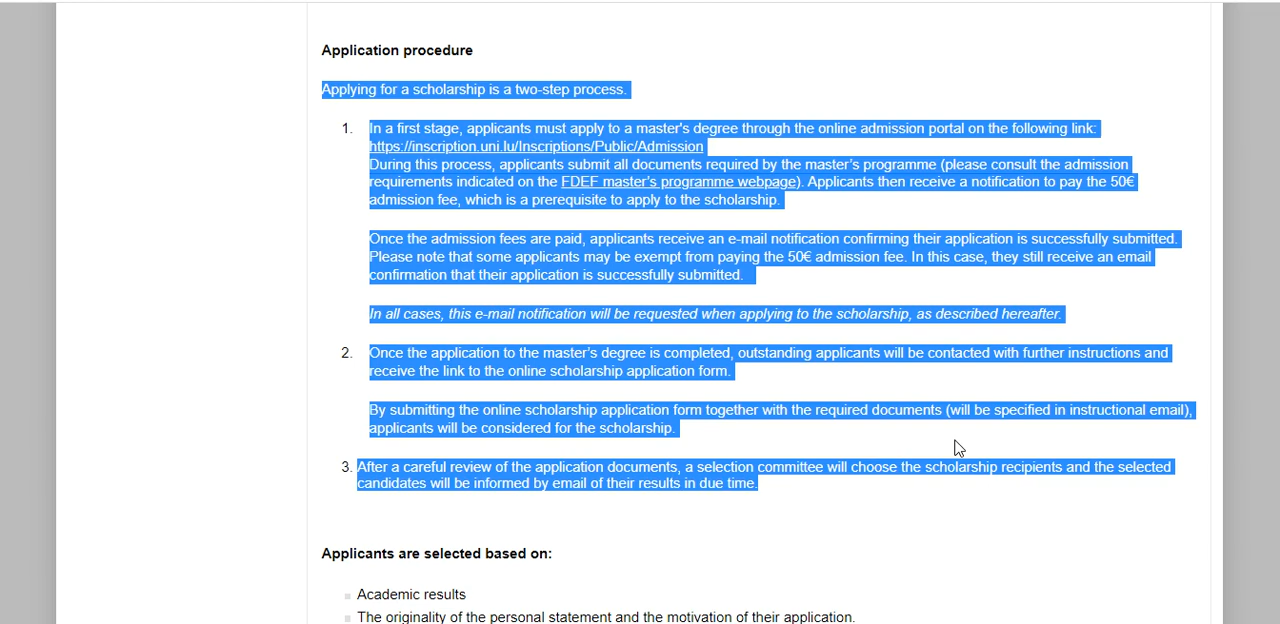 Application procedure
Applying for a scholarship is a two-step process.
1. In a first stage, applicants must apply to a master's degree through the online admission portal on the following link:
https://inscription.uni.lu/Inscriptions/Public/Admission
During this process, applicants submit all documents required by the master's programme (please consult the admission
requirements indicated on the FDEF master's programme webpage). Applicants then receive a notification to pay the 50€
admission fee, which is a prerequisite to apply to the scholarship.
Once the admission fees are paid, applicants receive an e-mail notification confirming their application is successfully submitted.
Please note that some applicants may be exempt from paying the 50€ admission fee. In this case, they still receive an email
confirmation that their application is successfully submitted.
In all cases, this e-mail notification will be requested when applying to the scholarship, as described hereafter.
2. Once the application to the master's degree is completed, outstanding applicants will be contacted with further instructions and
receive the link to the online scholarship application form.
By submitting the online scholarship application form together with the required documents (will be specified in instructional email),
applicants will be considered for the scholarship.
3. After a careful review of the application documents, a selection committee will choose the scholarship recipients and the selected
candidates will be informed by email of their results in due time.
Applicants are selected based on:
Academic results
The originality of the personal statement and the motivation of their application.